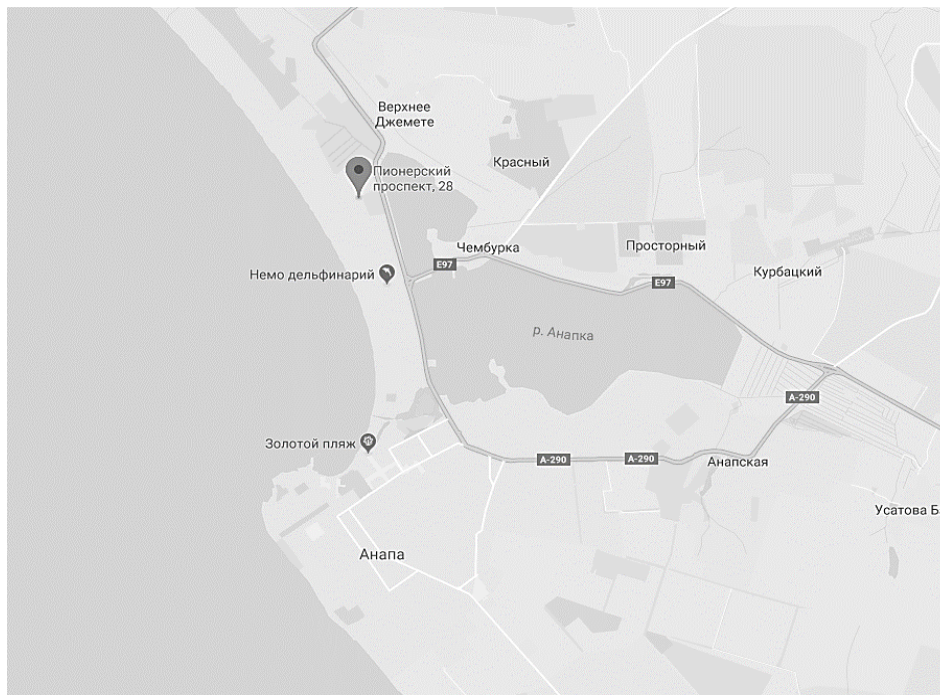 Верхнее
Джемете
Красный
Пионерский
проспект, 28
Чембурка
Просторный
E97
Немо дельфинарий
Курбацкий
E97
р. Анапка
A-290
Золотой пляж
A-290
A-290
Анапская
Усатова Б
Анапа